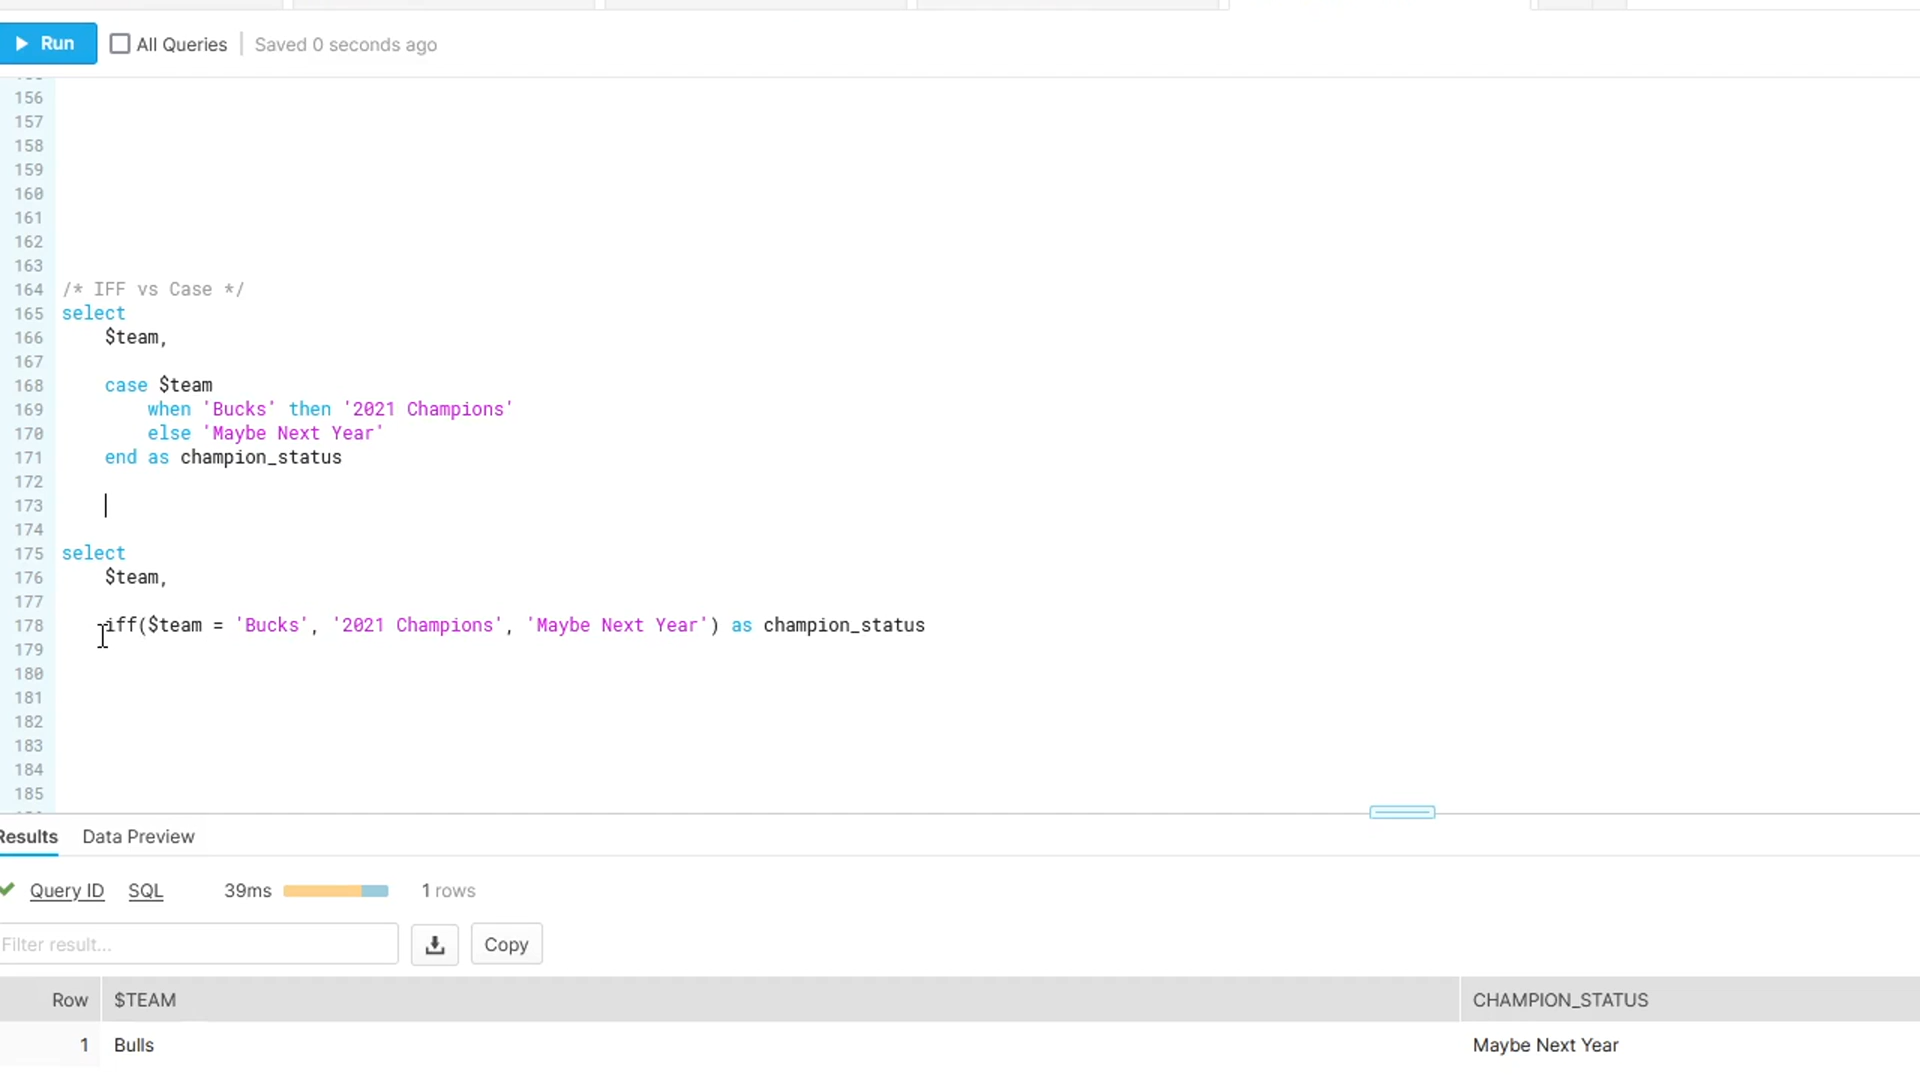 Run All Queries Saved 0 seconds ago
156
157
158
159
160
161
162
163
164 /* IFF vs Case */
165 select
166 $team,
167
168 case $team
169 when 'Bucks' then '2021 Champions'
170 else 'Maybe Next Year'
171 end as champion_status
172
173
174
175 select
176 $team,
177
178 iff($team = 'Bucks', '2021 Champions', 'Maybe Next Year') as champion_status
179
180
181
182
183
184
185
Results Data Preview
Query ID SQL 39ms 1 rows
Filter result... Copy
Row $TEAM CHAMPION_STATUS
1 Bulls Maybe Next Year